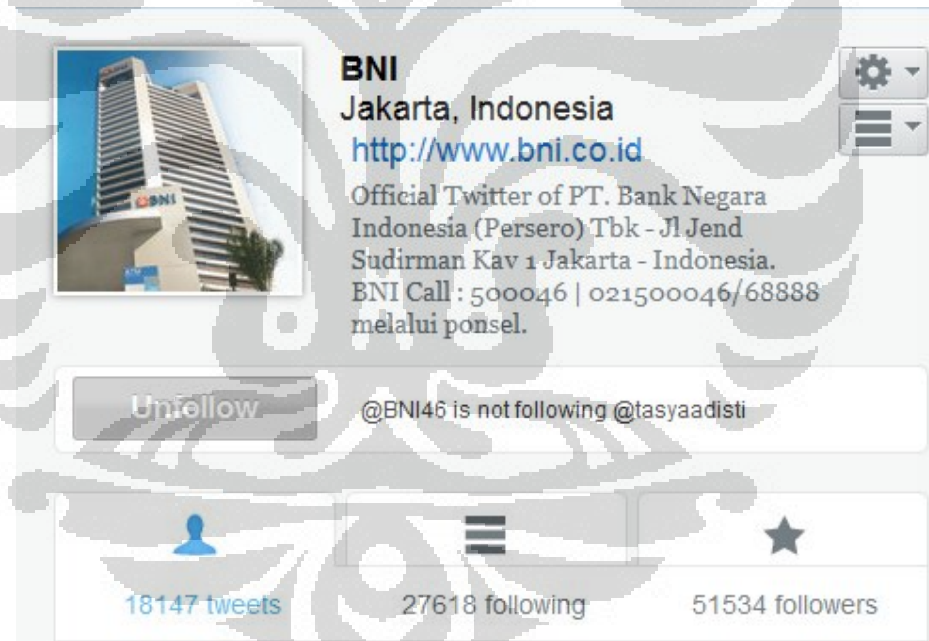 BNI
Jakarta, Indonesia
http://www.bni.co.id
Official Twitter of PT. Bank Negara
Indonesia (Persero) Tbk - Jl Jend
Sudirman Kav 1 Jakarta - Indonesia.
BNI Call : 500046 | 021500046/68888
melalui ponsel.
BNI
ATM
Unfollow
@BNI46 is not following @tasyaadisti
18147 tweets
27618 following
51534 followers